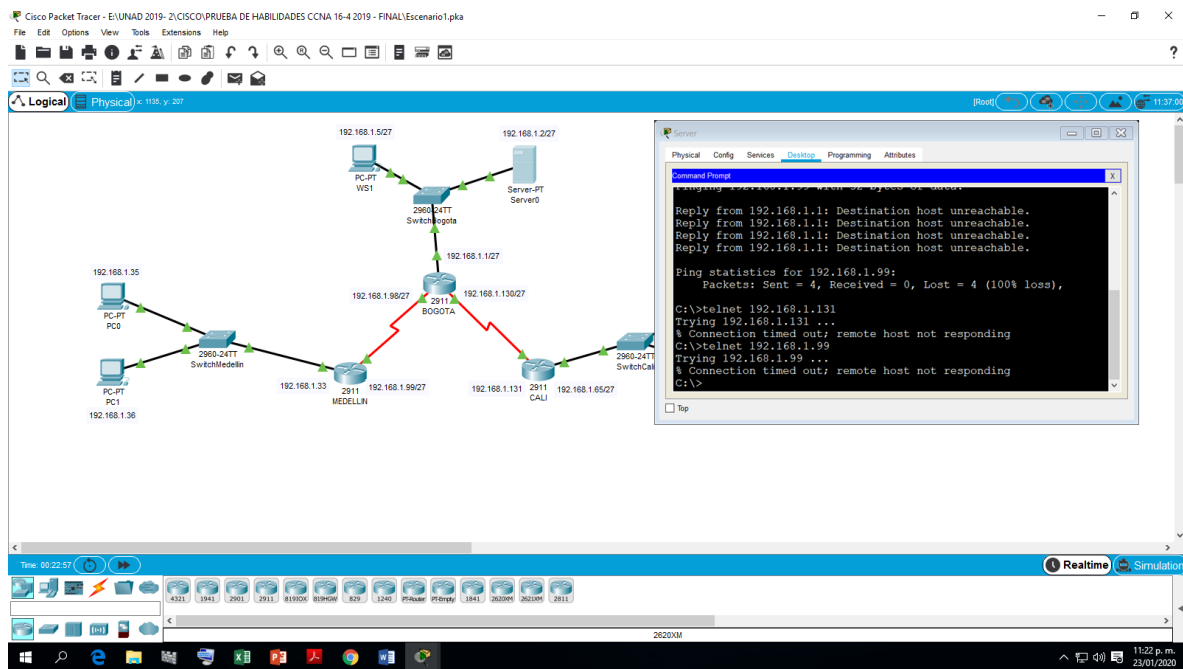 Cisco Packet Tracer - E:\UNAD 2019- 2\CISCO\PRUEBA DE HABILIDADES CCNA 16-4 2019 - FINAL\Escenario1.pka
File Edit Options View Tools Extensions Help
?
Logical Physical x: 1135, y: 207 [Root] 11:37:00
192.168.1.5/27
192.168.1.2/27
PC-PT
WS1
Server-PT
Server0
2960-24TT
SwitchBogota
192.168.1.1/27
192.168.1.35
192.168.1.98/27
192.168.1.130/27
2911
BOGOTA
PC-PT
PC0
2960-24TT
SwitchMedellin
2960-24TT
SwitchCali
192.168.1.33
2911
MEDELLIN
192.168.1.99/27
192.168.1.131
2911
CALI
192.168.1.65/27
PC-PT
PC1
192.168.1.36
Server
Physical Config Services Desktop Programming Attributes
Command Prompt X
Pinging 192.168.1.99 with 32 bytes of data:
Reply from 192.168.1.1: Destination host unreachable.
Reply from 192.168.1.1: Destination host unreachable.
Reply from 192.168.1.1: Destination host unreachable.
Reply from 192.168.1.1: Destination host unreachable.
Ping statistics for 192.168.1.99:
Packets: Sent = 4, Received = 0, Lost = 4 (100% loss),
C:\>telnet 192.168.1.131
Trying 192.168.1.131 ...
% Connection timed out; remote host not responding
C:\>telnet 192.168.1.99
Trying 192.168.1.99 ...
% Connection timed out; remote host not responding
C:\>
Top
Time: 00:22:57 Realtime Simulation
4321 1941 2901 2911 819IOX 819HGW 829 1240 PT-Router PT-Empty 1841 2620XM 2621XM 2811
2620XM
11:22 p. m.
23/01/2020